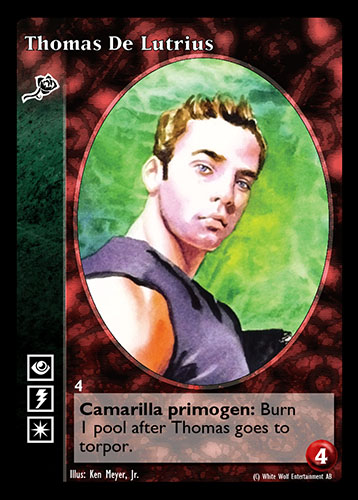 Thomas De Lutrius
4
Camarilla primogen: Burn
1 pool after Thomas goes to
torpor.
4
Illus: Ken Meyer, Jr.
(C) White Wolf Entertainment AB